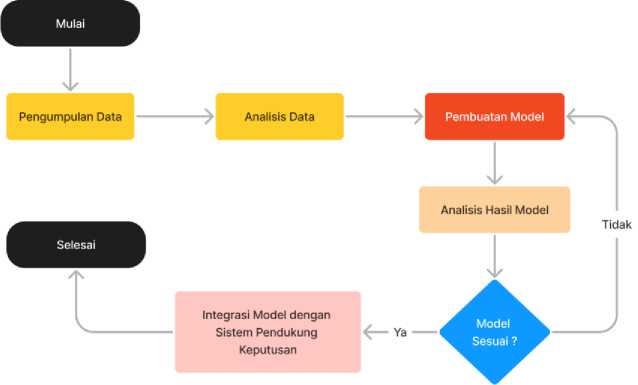 Mulai
Pengumpulan Data
Analisis Data
Pembuatan Model
Analisis Hasil Model
Tidak
Selesai
Integrasi Model dengan
Sistem Pendukung
Keputusan
Ya
Model
Sesuai ?